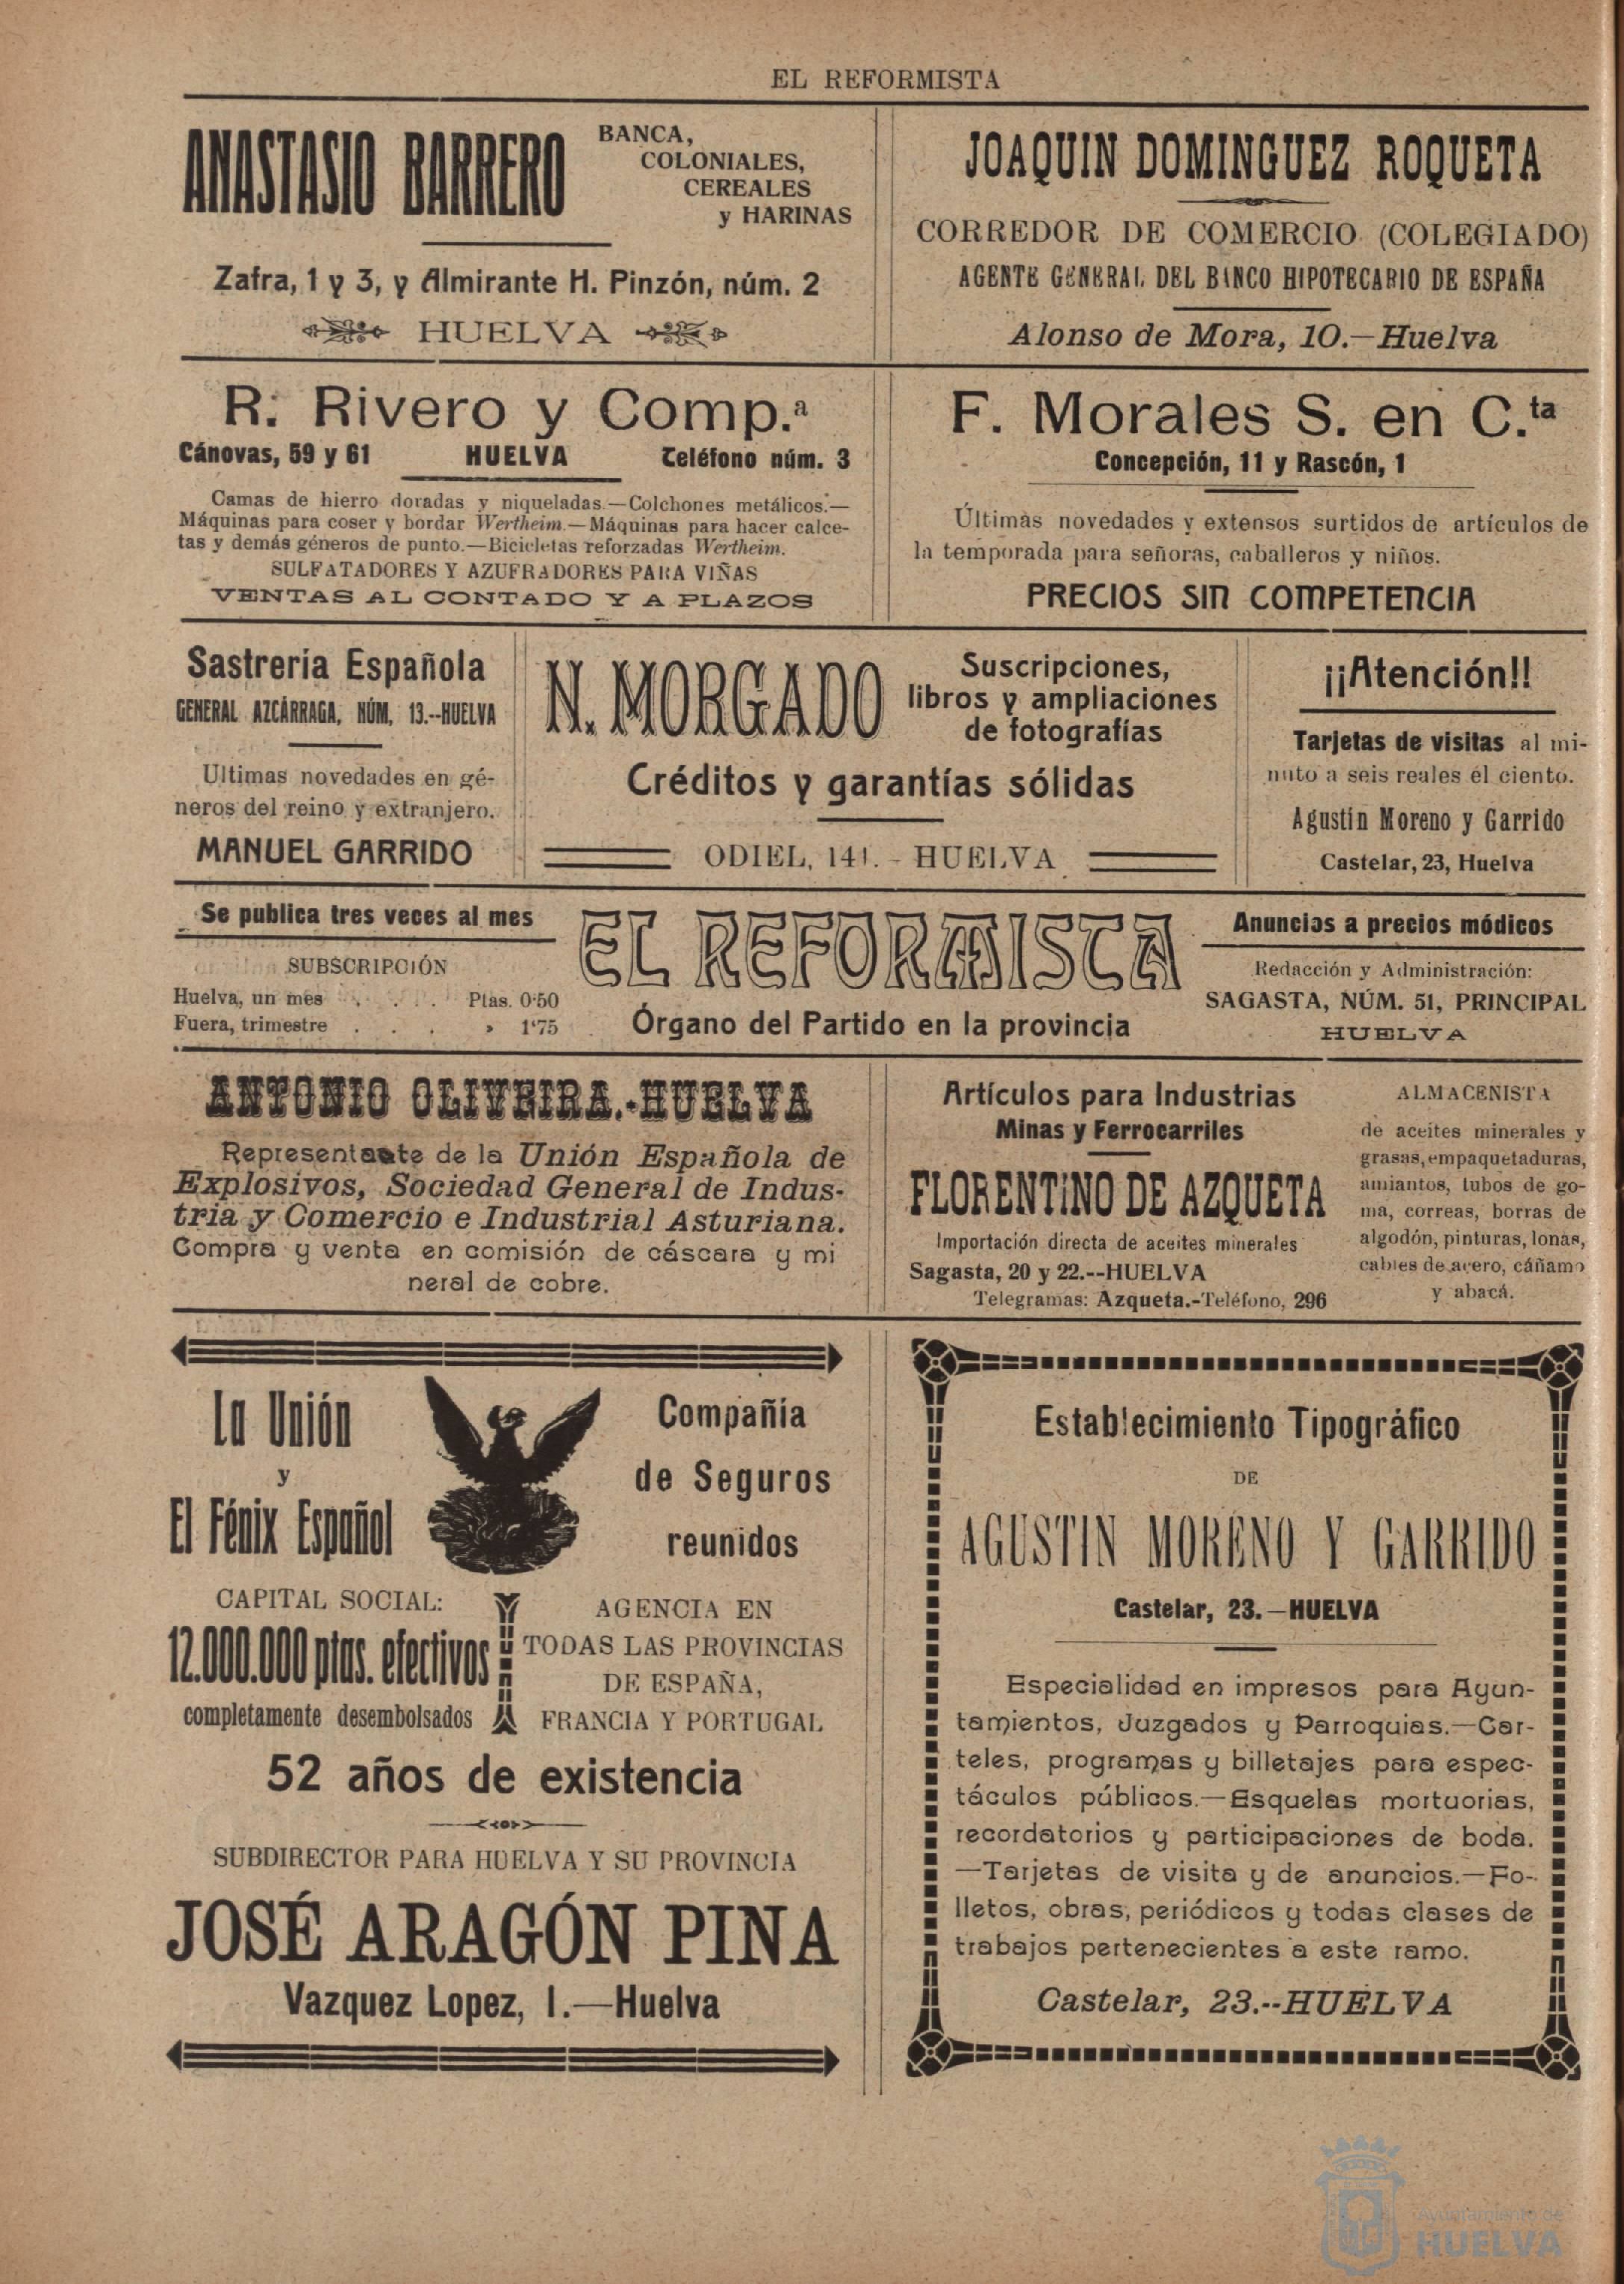 EL REFORMISTA
ANASTASIO BARRERO
BANCA,
COLONIALES,
CEREALES
y HARINAS
Zafra, 1 y 3, y Almirante H. Pinzón, núm. 2
HUELVA
JOAQUIN DOMINGUEZ ROQUETA
CORREDOR DE COMERCIO (COLEGIADO)
AGENTE GENERAL DEL BANCO HIPOTECARIO DE ESPAÑA
Alonso de Mora, 10.—Huelva
R. Rivero y Comp.ª
Cánovas, 59 y 61 HUELVA Teléfono núm. 3
Camas de hierro doradas y niqueladas.—Colchones metálicos.—
Máquinas para coser y bordar Wertheim.—Máquinas para hacer calce-
tas y demás géneros de punto.—Bicicletas reforzadas Wertheim.
SULFATADORES Y AZUFRADORES PARA VIÑAS
VENTAS AL CONTADO Y A PLAZOS
F. Morales S. en C.ta
Concepción, 11 y Rascón, 1
Últimas novedades y extensos surtidos de artículos de
la temporada para señoras, caballeros y niños.
PRECIOS SIN COMPETENCIA
Sastrería Española
GENERAL AZCÁRRAGA, NÚM. 13.--HUELVA
Ultimas novedades en gé-
neros del reino y extranjero.
MANUEL GARRIDO
N. MORGADO
Suscripciones,
libros y ampliaciones
de fotografías
Créditos y garantías sólidas
ODIEL, 141. - HUELVA
¡¡Atención!!
Tarjetas de visitas al mi-
nuto a seis reales el ciento.
Agustin Moreno y Garrido
Castelar, 23, Huelva
Se publica tres veces al mes
SUBSCRIPCIÓN
Huelva, un mes . . . Ptas. 0'50
Fuera, trimestre . . . » 1'75
EL REFORMISTA
Órgano del Partido en la provincia
Anuncios a precios módicos
Redacción y Administración:
SAGASTA, NÚM. 51, PRINCIPAL
HUELVA
ANTONIO OLIVEIRA.-HUELVA
Representante de la Unión Española de
Explosivos, Sociedad General de Indus-
tria y Comercio e Industrial Asturiana.
Compra y venta en comisión de cáscara y mi
neral de cobre.
Artículos para Industrias
Minas y Ferrocarriles
FLORENTINO DE AZQUETA
Importación directa de aceites minerales
Sagasta, 20 y 22.--HUELVA
Telegramas: Azqueta.-Teléfono, 296
ALMACENISTA
de aceites minerales y
grasas, empaquetaduras,
amiantos, tubos de go-
ma, correas, borras de
algodón, pinturas, lonas,
cables de acero, cáñamo
y abacá.
La Unión
y
El Fénix Español
Compañía
de Seguros
reunidos
CAPITAL SOCIAL:
12.000.000 ptas. efectivos
completamente desembolsados
AGENCIA EN
TODAS LAS PROVINCIAS
DE ESPAÑA,
FRANCIA Y PORTUGAL
52 años de existencia
SUBDIRECTOR PARA HUELVA Y SU PROVINCIA
JOSÉ ARAGÓN PINA
Vazquez Lopez, 1.—Huelva
Establecimiento Tipográfico
DE
AGUSTIN MORENO Y GARRIDO
Castelar, 23.—HUELVA
Especialidad en impresos para Ayun-
tamientos, Juzgados y Parroquias.—Car-
teles, programas y billetajes para espec-
táculos públicos.—Esquelas mortuorias,
recordatorios y participaciones de boda.
—Tarjetas de visita y de anuncios.—Fo-
lletos, obras, periódicos y todas clases de
trabajos pertenecientes a este ramo.
Castelar, 23.--HUELVA
Ayuntamiento de
HUELVA